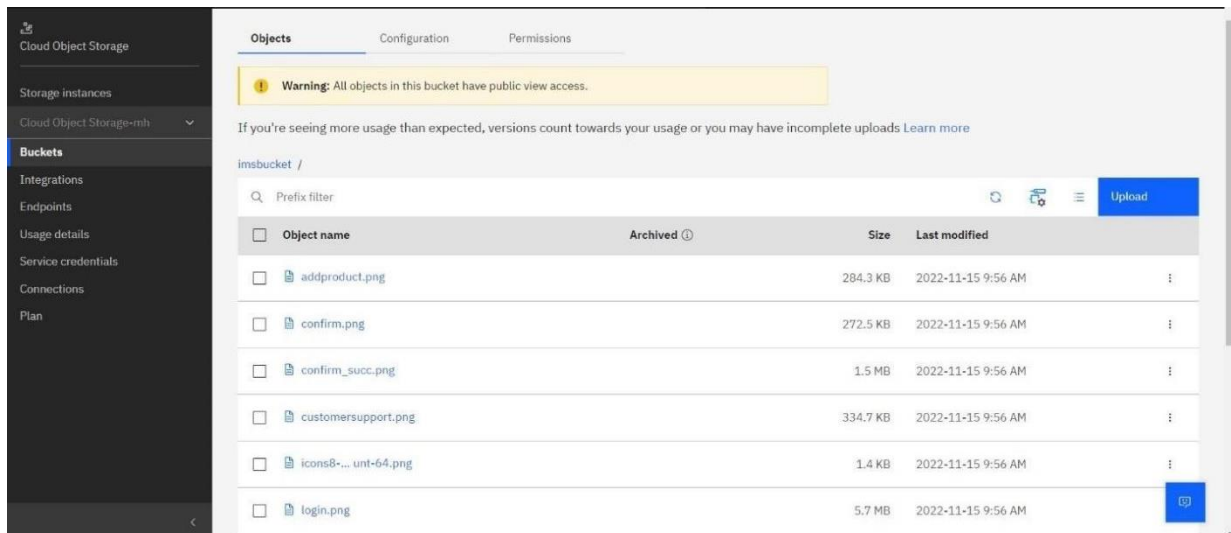 Cloud Object Storage
Storage instances
Cloud Object Storage-mh
Buckets
Integrations
Endpoints
Usage details
Service credentials
Connections
Plan
Objects Configuration Permissions
Warning: All objects in this bucket have public view access.
If you're seeing more usage than expected, versions count towards your usage or you may have incomplete uploads Learn more
imsbucket /
Prefix filter Upload
Object name Archived Size Last modified
addproduct.png 284.3 KB 2022-11-15 9:56 AM
confirm.png 272.5 KB 2022-11-15 9:56 AM
confirm_succ.png 1.5 MB 2022-11-15 9:56 AM
customersupport.png 334.7 KB 2022-11-15 9:56 AM
icons8-... unt-64.png 1.4 KB 2022-11-15 9:56 AM
login.png 5.7 MB 2022-11-15 9:56 AM